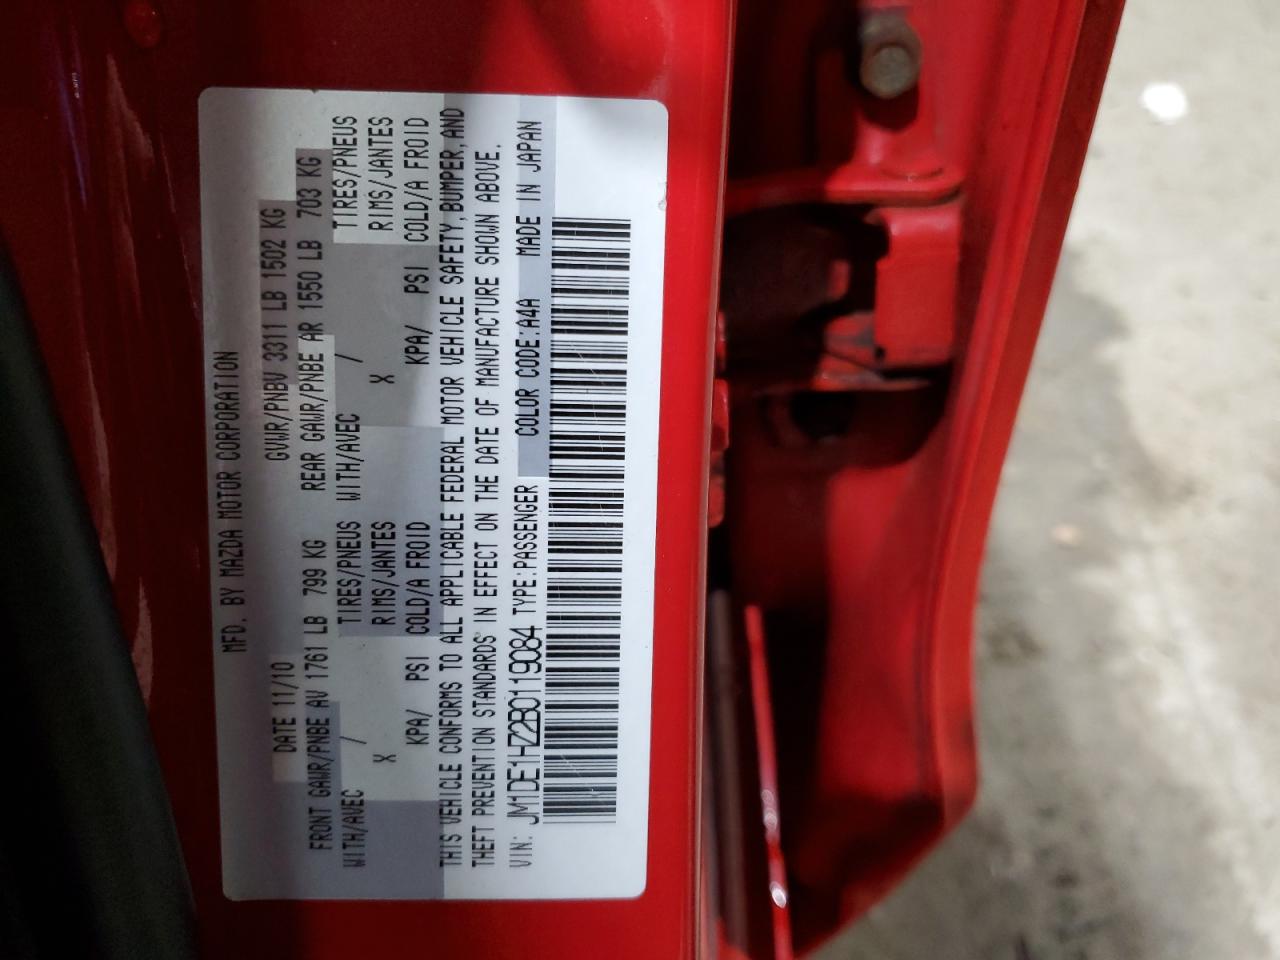 MFD. BY MAZDA MOTOR CORPORATION
DATE 11/10 GVWR/PNBV 3311 LB 1502 KG
FRONT GAWR/PNBE AV 1761 LB 799 KG REAR GAWR/PNBE AR 1550 LB 703 KG
WITH/AVEC / TIRES/PNEUS WITH/AVEC / TIRES/PNEUS
X RIMS/JANTES X RIMS/JANTES
KPA/ PSI COLD/A FROID KPA/ PSI COLD/A FROID
THIS VEHICLE CONFORMS TO ALL APPLICABLE FEDERAL MOTOR VEHICLE SAFETY, BUMPER, AND
THEFT PREVENTION STANDARDS IN EFFECT ON THE DATE OF MANUFACTURE SHOWN ABOVE.
VIN: JM1DE1HZ2B0119084 TYPE:PASSENGER COLOR CODE:A4A MADE IN JAPAN